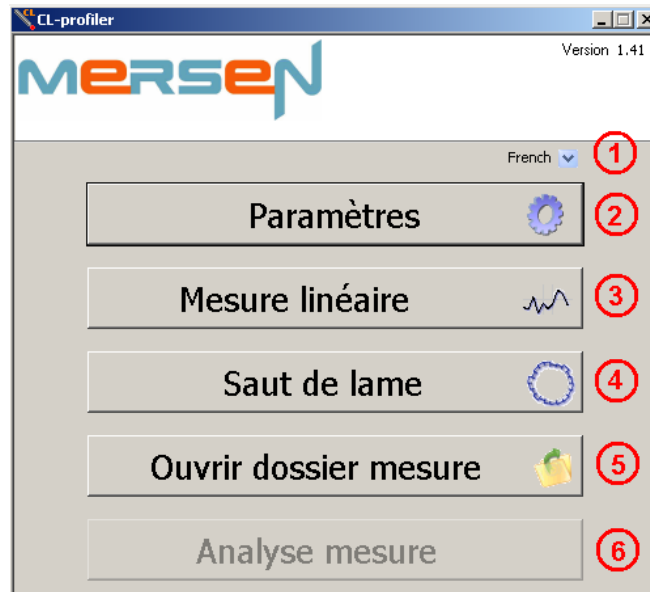 CL-profiler
MERSEN
Version 1.41
French 1
Paramètres 2
Mesure linéaire 3
Saut de lame 4
Ouvrir dossier mesure 5
Analyse mesure 6